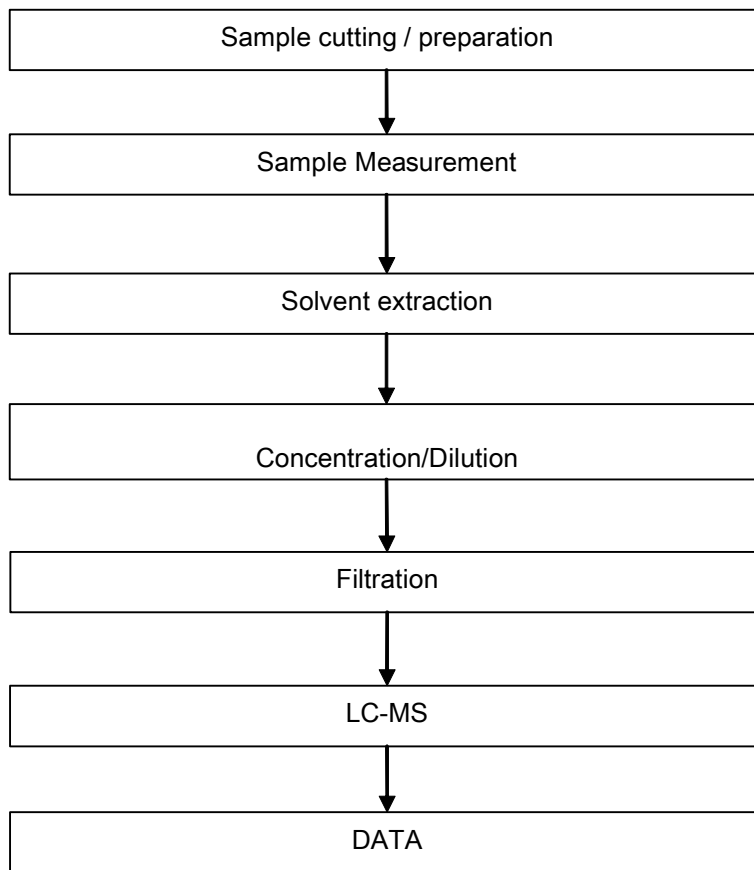 Sample cutting / preparation
Sample Measurement
Solvent extraction
Concentration/Dilution
Filtration
LC-MS
DATA